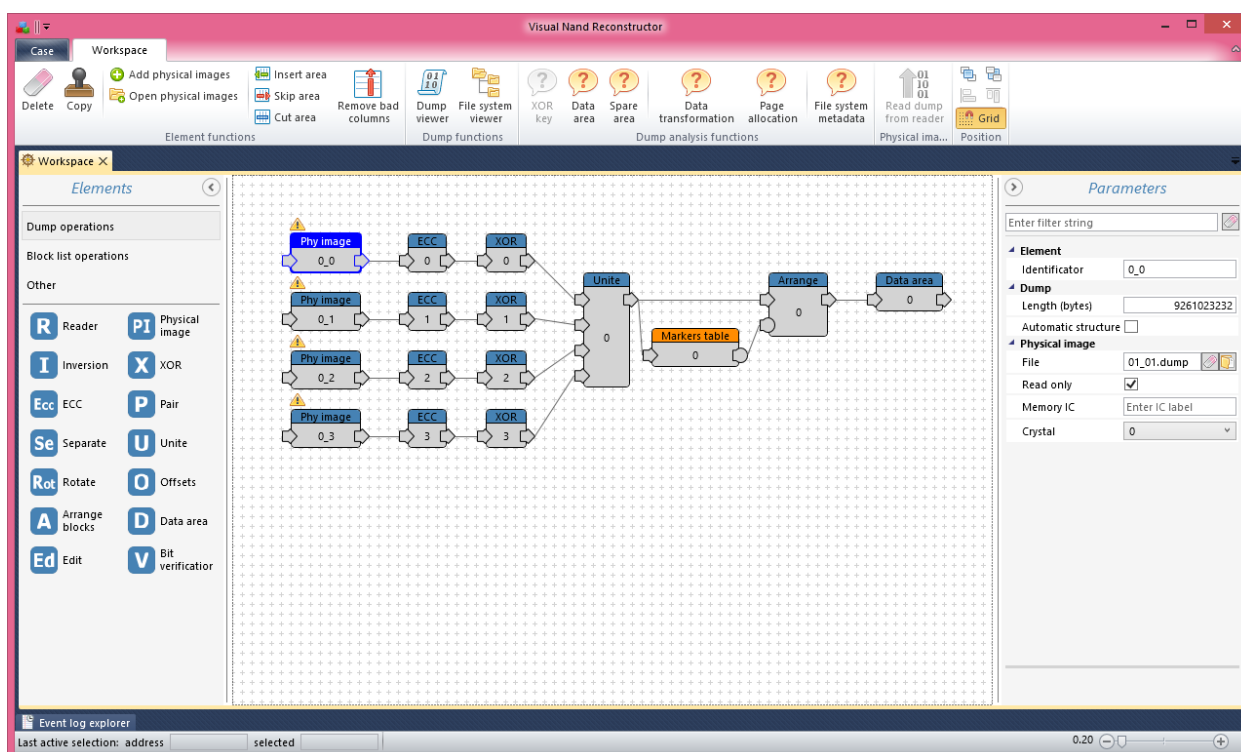 Visual Nand Reconstructor
Case
Workspace
Delete
Copy
Add physical images
Open physical images
Insert area
Skip area
Cut area
Remove bad
columns
Element functions
Dump
viewer
File system
viewer
Dump functions
XOR
key
Data
area
Spare
area
Data
transformation
Page
allocation
File system
metadata
Dump analysis functions
Read dump
from reader
Physical ima...
Grid
Position
Workspace
Elements
Dump operations
Block list operations
Other
R Reader
PI Physical
image
I Inversion
X XOR
Ecc ECC
P Pair
Se Separate
U Unite
Rot Rotate
O Offsets
A Arrange
blocks
D Data area
Ed Edit
V Bit
verificatior
Phy image
0_0
ECC
0
XOR
0
Phy image
0_1
ECC
1
XOR
1
Phy image
0_2
ECC
2
XOR
2
Phy image
0_3
ECC
3
XOR
3
Unite
0
Markers table
0
Arrange
0
Data area
0
Parameters
Enter filter string
Element
Identificator 0_0
Dump
Length (bytes) 9261023232
Automatic structure
Physical image
File 01_01.dump
Read only
Memory IC Enter IC label
Crystal 0
Event log explorer
Last active selection: address selected
0.20